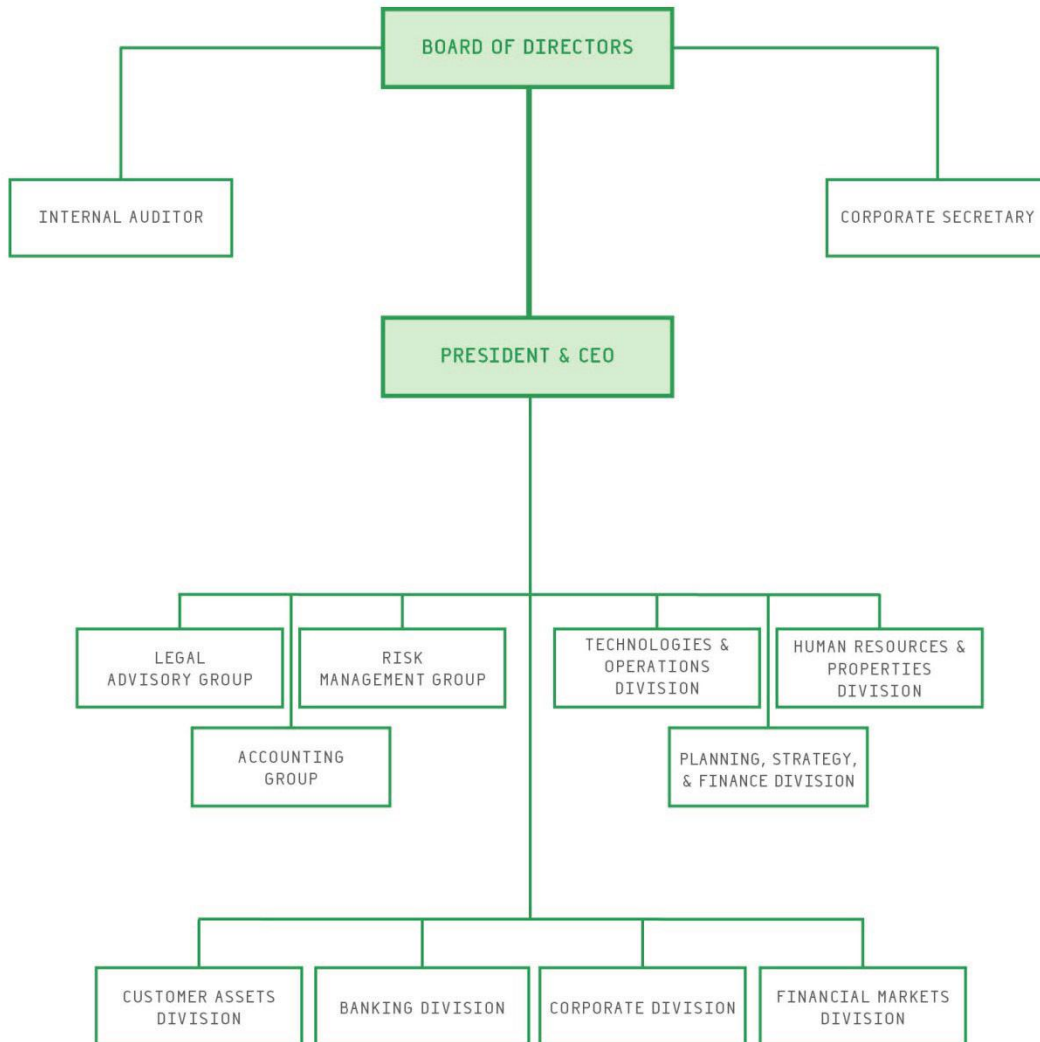 BOARD OF DIRECTORS
INTERNAL AUDITOR
CORPORATE SECRETARY
PRESIDENT & CEO
LEGAL
ADVISORY GROUP
RISK
MANAGEMENT GROUP
TECHNOLOGIES &
OPERATIONS
DIVISION
HUMAN RESOURCES &
PROPERTIES
DIVISION
ACCOUNTING
GROUP
PLANNING, STRATEGY,
& FINANCE DIVISION
CUSTOMER ASSETS
DIVISION
BANKING DIVISION
CORPORATE DIVISION
FINANCIAL MARKETS
DIVISION